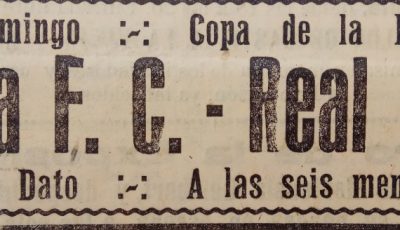 mingo :-: Copa de la
a F. C. - Real
Dato :-: A las seis men